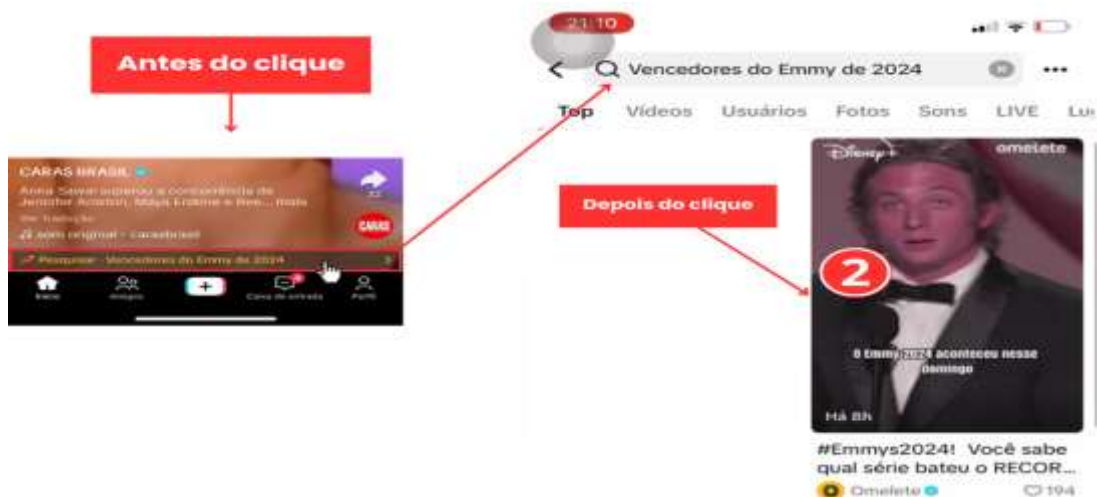 Antes do clique
CARAS BRASIL
Anna Sawai superou a concorrência de
Jennifer Aniston, Maya Erskine e Ree... mais
Ver tradução
som original - carasbrasil
CARAS
Pesquisar · Vencedores do Emmy de 2024
Início
Amigos
Caixa de entrada
Perfil
21:10
Vencedores do Emmy de 2024
Top Vídeos Usuários Fotos Sons LIVE
Depois do clique
Disney+
omelete
2
O Emmy 2024 aconteceu nesse
domingo
Há 8h
#Emmys2024! Você sabe
qual série bateu o RECOR...
Omelete
194